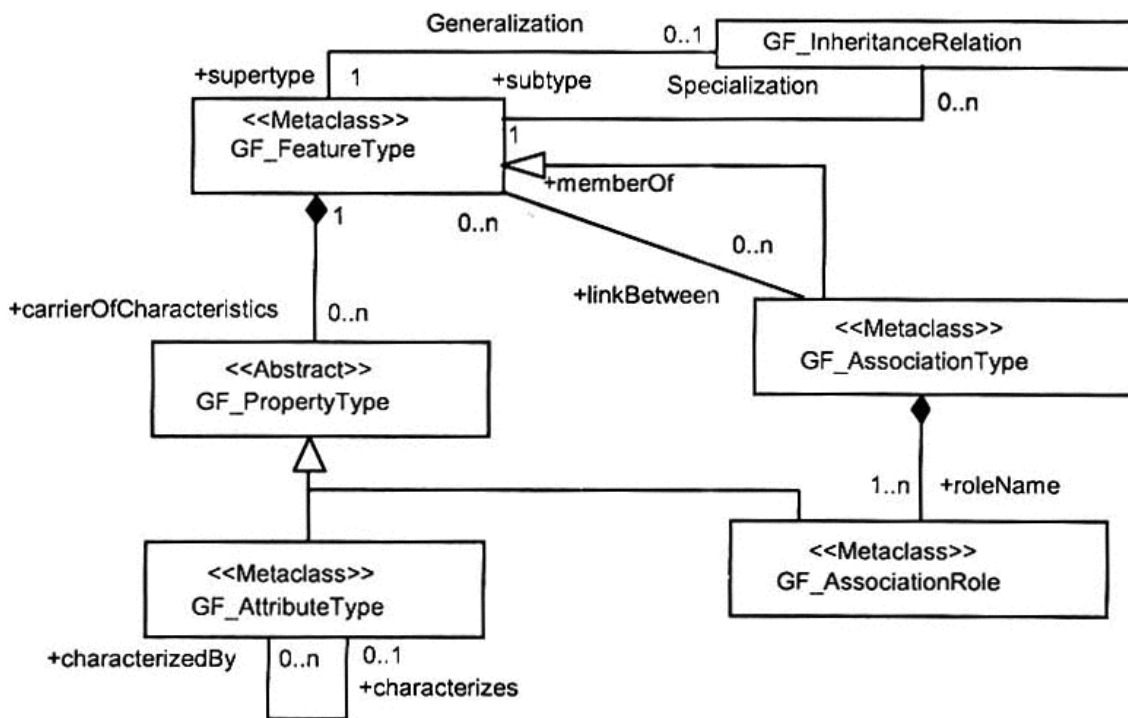 Generalization
0..1
GF_InheritanceRelation
+supertype
1
+subtype
Specialization
0..n
<<Metaclass>>
GF_FeatureType
1
+memberOf
1
0..n
0..n
+linkBetween
+carrierOfCharacteristics
0..n
<<Metaclass>>
GF_AssociationType
<<Abstract>>
GF_PropertyType
1..n
+roleName
<<Metaclass>>
GF_AssociationRole
<<Metaclass>>
GF_AttributeType
+characterizedBy
0..n
0..1
+characterizes